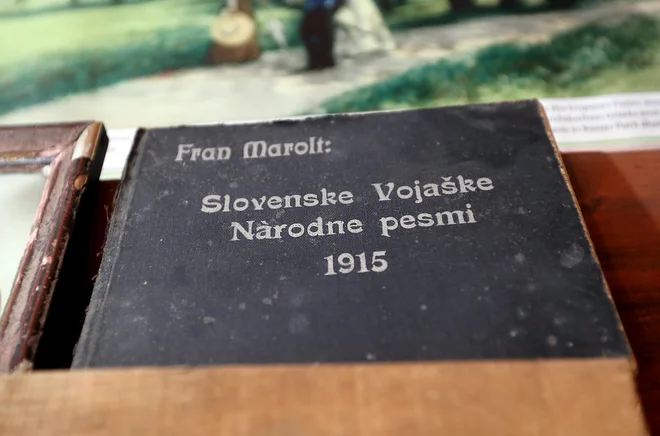 Fran Marolt:
Slovenske Vojaške
Nàrodne pesmi
1915